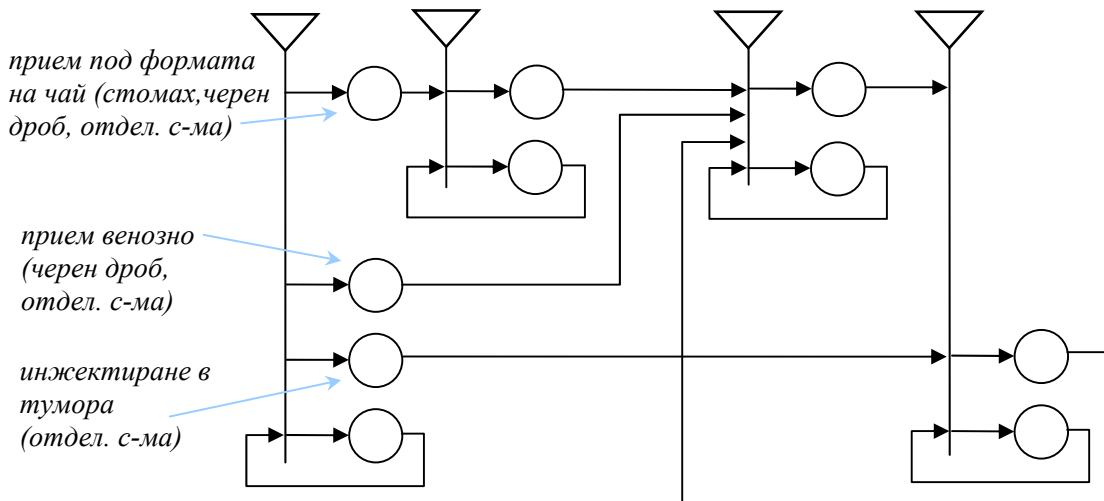 прием под формата
на чай (стомах,черен
дроб, отдел. с-ма)
прием венозно
(черен дроб,
отдел. с-ма)
инжектиране в
тумора
(отдел. с-ма)